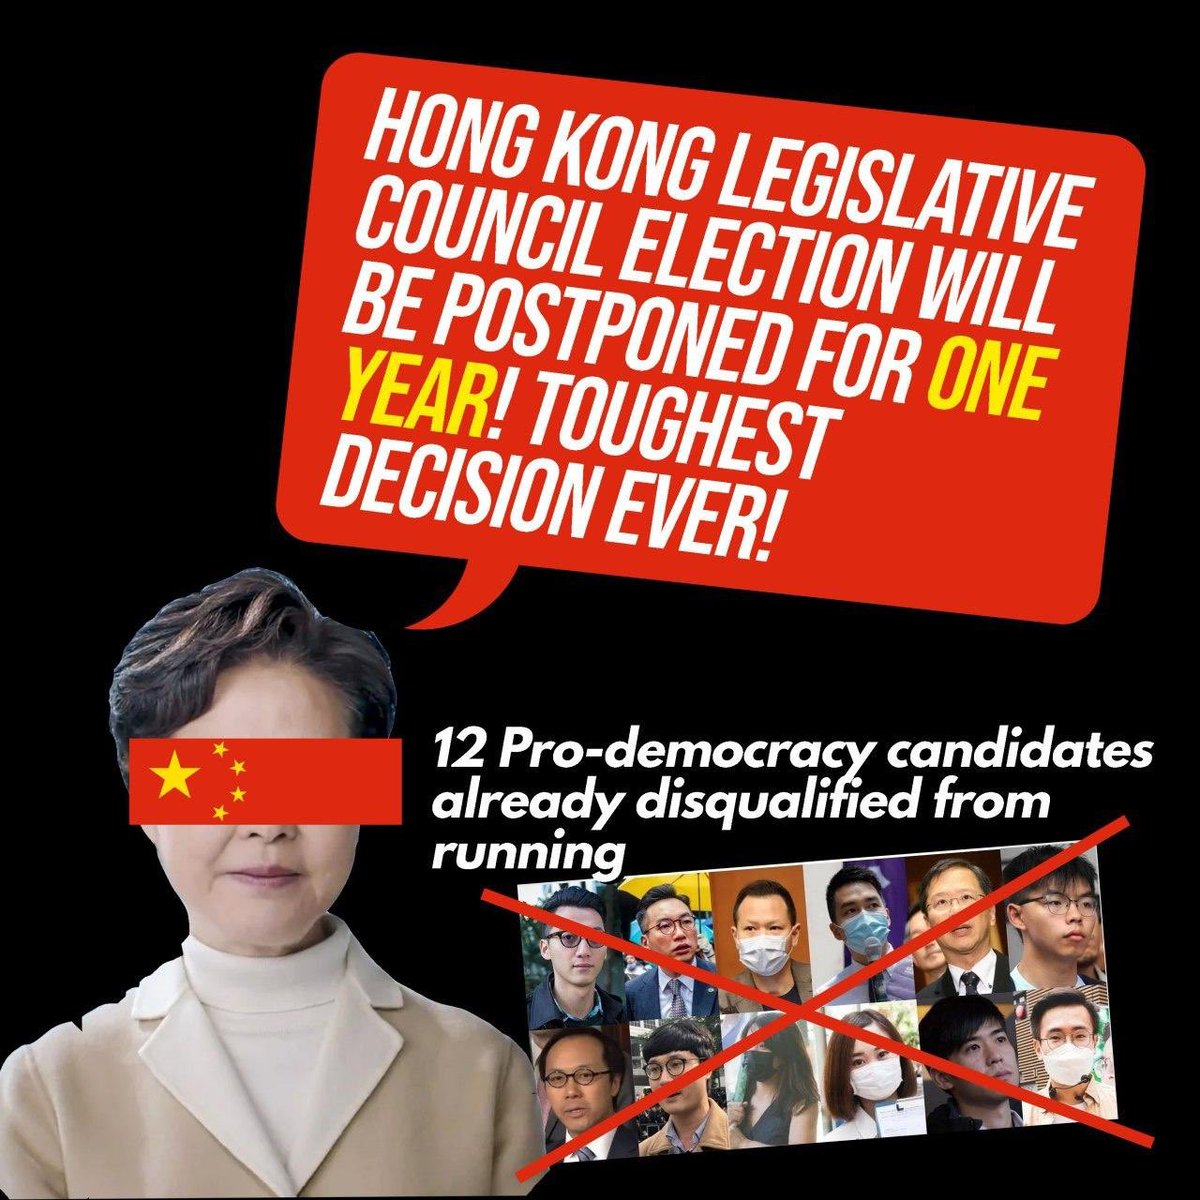 HONG KONG LEGISLATIVE
COUNCIL ELECTION WILL
BE POSTPONED FOR ONE
YEAR! TOUGHEST
DECISION EVER!
12 Pro-democracy candidates
already disqualified from
running